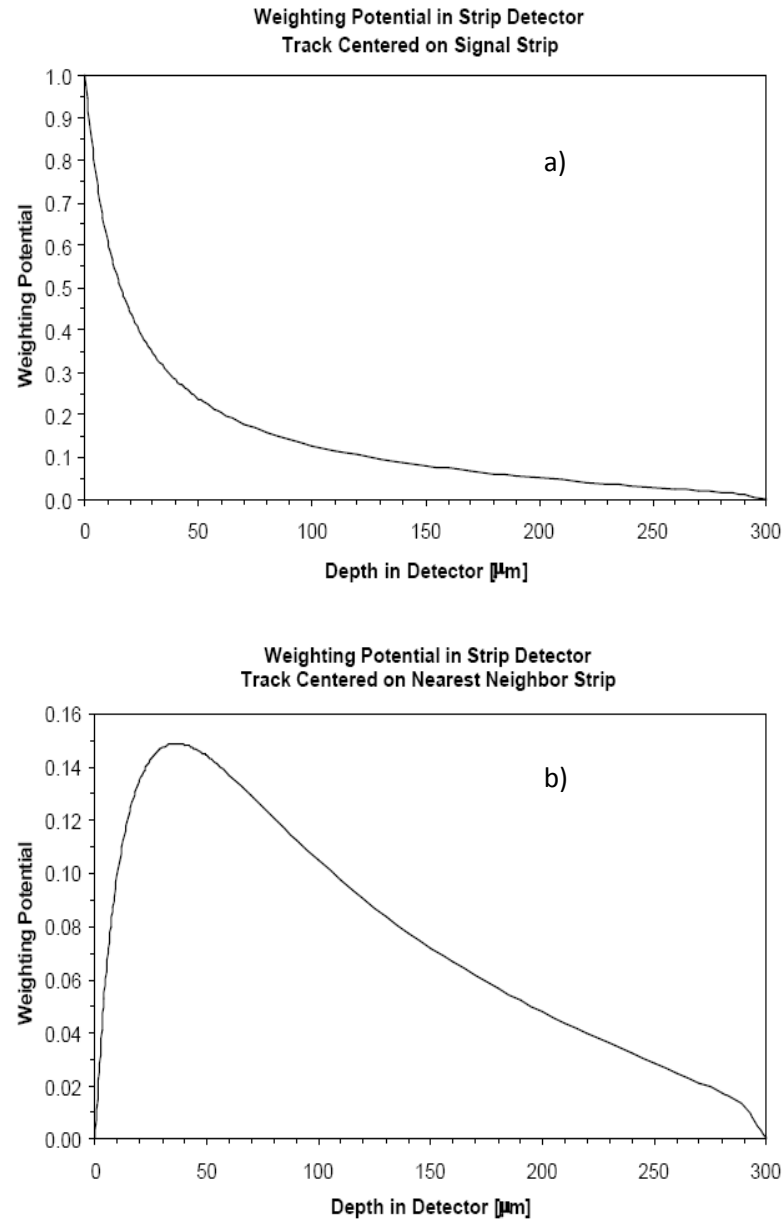 Weighting Potential in Strip Detector
Track Centered on Signal Strip
1.0
0.9
0.8
0.7
0.6
0.5
0.4
0.3
0.2
0.1
0.0
Weighting Potential
a)
0 50 100 150 200 250 300
Depth in Detector [μm]
Weighting Potential in Strip Detector
Track Centered on Nearest Neighbor Strip
0.16
0.14
0.12
0.10
0.08
0.06
0.04
0.02
0.00
Weighting Potential
b)
0 50 100 150 200 250 300
Depth in Detector [μm]